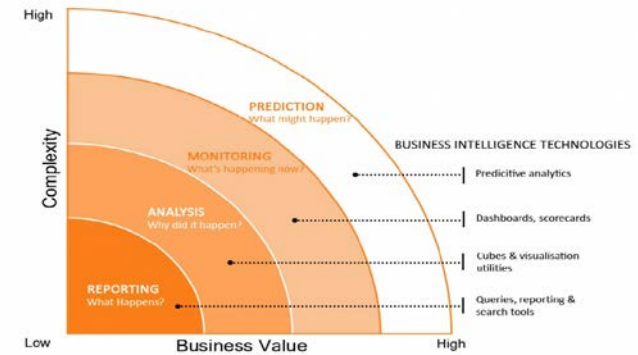 High
PREDICTION
What might happen?
BUSINESS INTELLIGENCE TECHNOLOGIES
Complexity
MONITORING
What's happening now?
Predicitive analytics
ANALYSIS
Why did it happen?
Dashboards, scorecards
Cubes & visualisation
utilities
REPORTING
What Happens?
Queries, reporting &
search tools
Low
Business Value
High